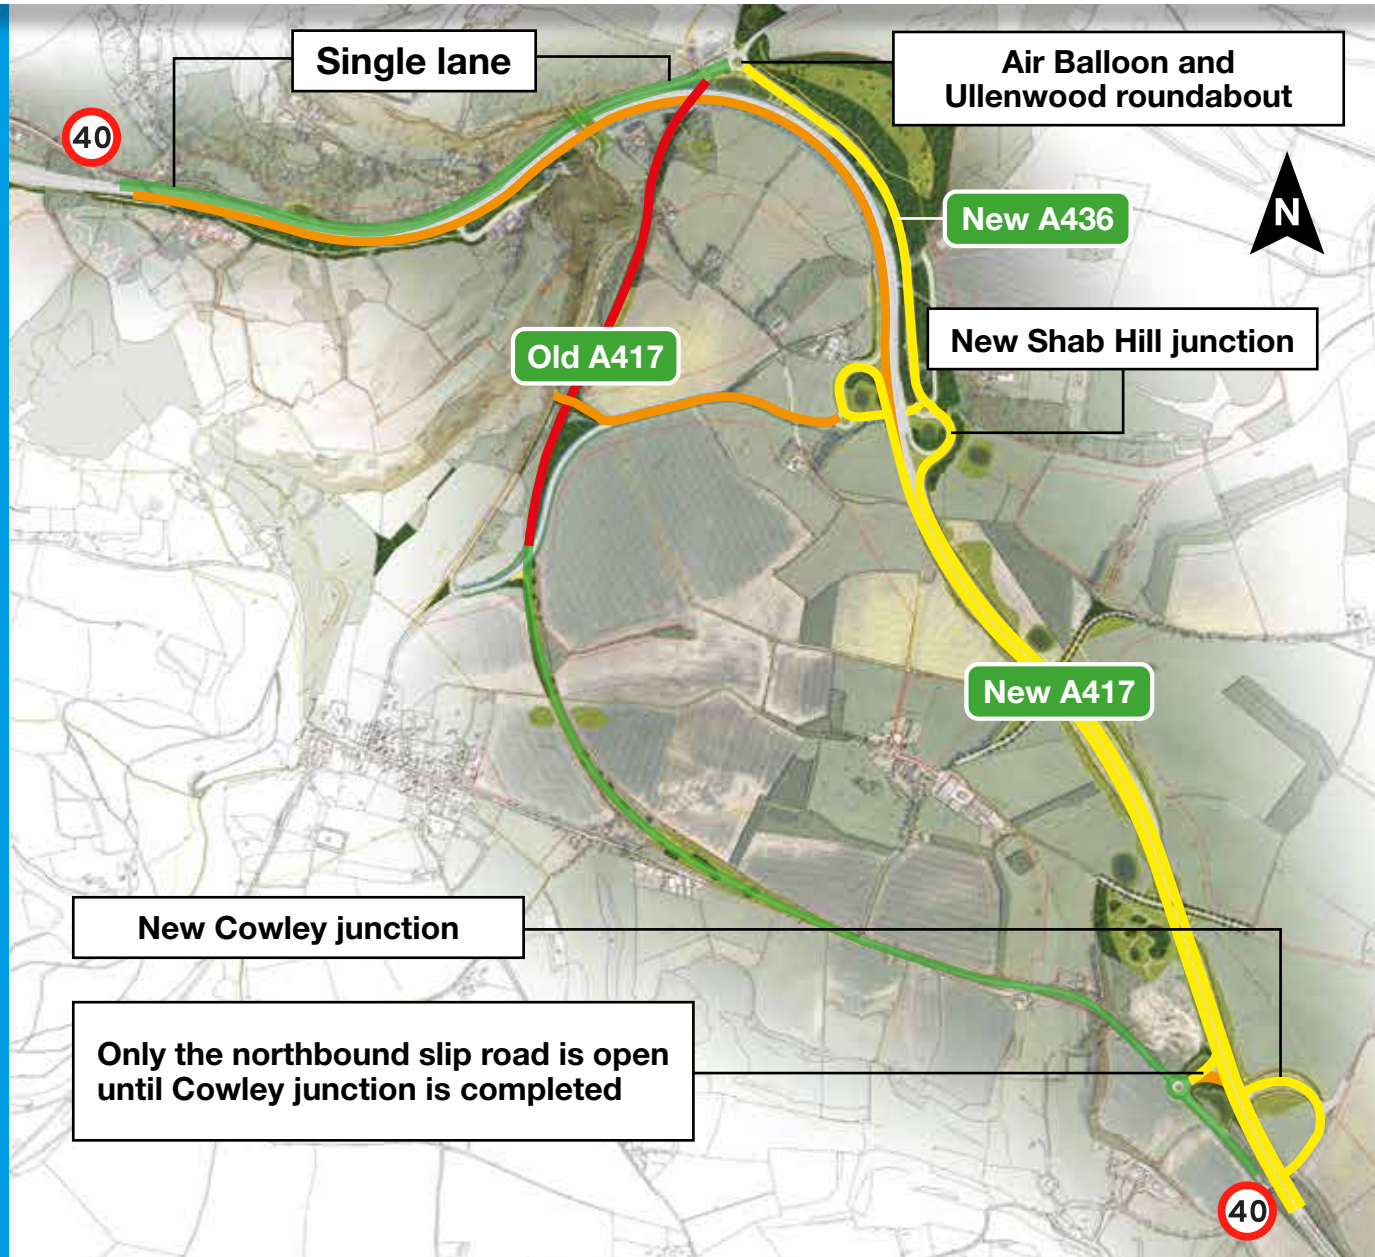 Single lane
Air Balloon and
Ullenwood roundabout
40
New A436
N
New Shab Hill junction
Old A417
New A417
New Cowley junction
Only the northbound slip road is open
until Cowley junction is completed
40